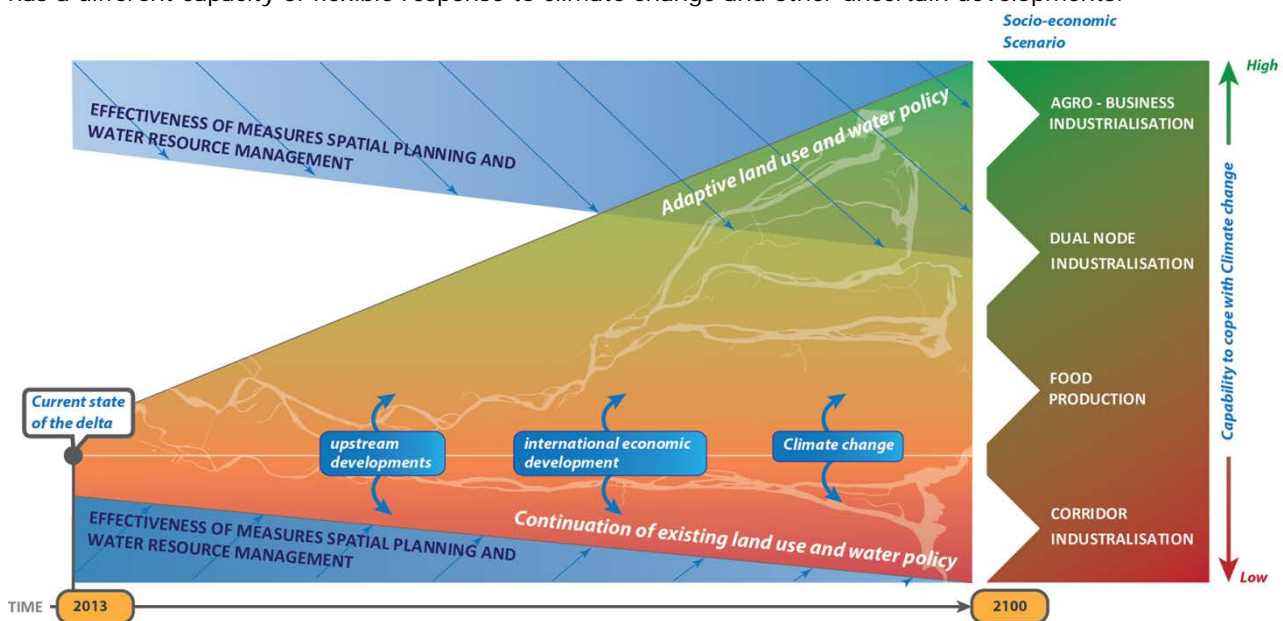 has a different capacity of flexible response to climate change and other uncertain developments.
Socio-economic
Scenario
High
EFFECTIVENESS OF MEASURES SPATIAL PLANNING AND
WATER RESOURCE MANAGEMENT
Adaptive land use and water policy
AGRO - BUSINESS
INDUSTRIALISATION
DUAL NODE
INDUSTRALISATION
Capability to cope with Climate change
Current state
of the delta
FOOD
PRODUCTION
upstream
developments
international economic
development
Climate change
EFFECTIVENESS OF MEASURES SPATIAL PLANNING AND
WATER RESOURCE MANAGEMENT
Continuation of existing land use and water policy
CORRIDOR
INDUSTRIALISATION
Low
TIME
2013
2100